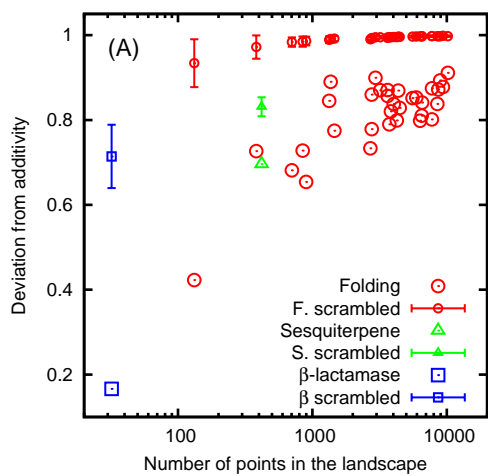 (A)
1
0.8
0.6
0.4
0.2
Deviation from additivity
Folding
F. scrambled
Sesquiterpene
S. scrambled
β-lactamase
β scrambled
100 1000 10000
Number of points in the landscape